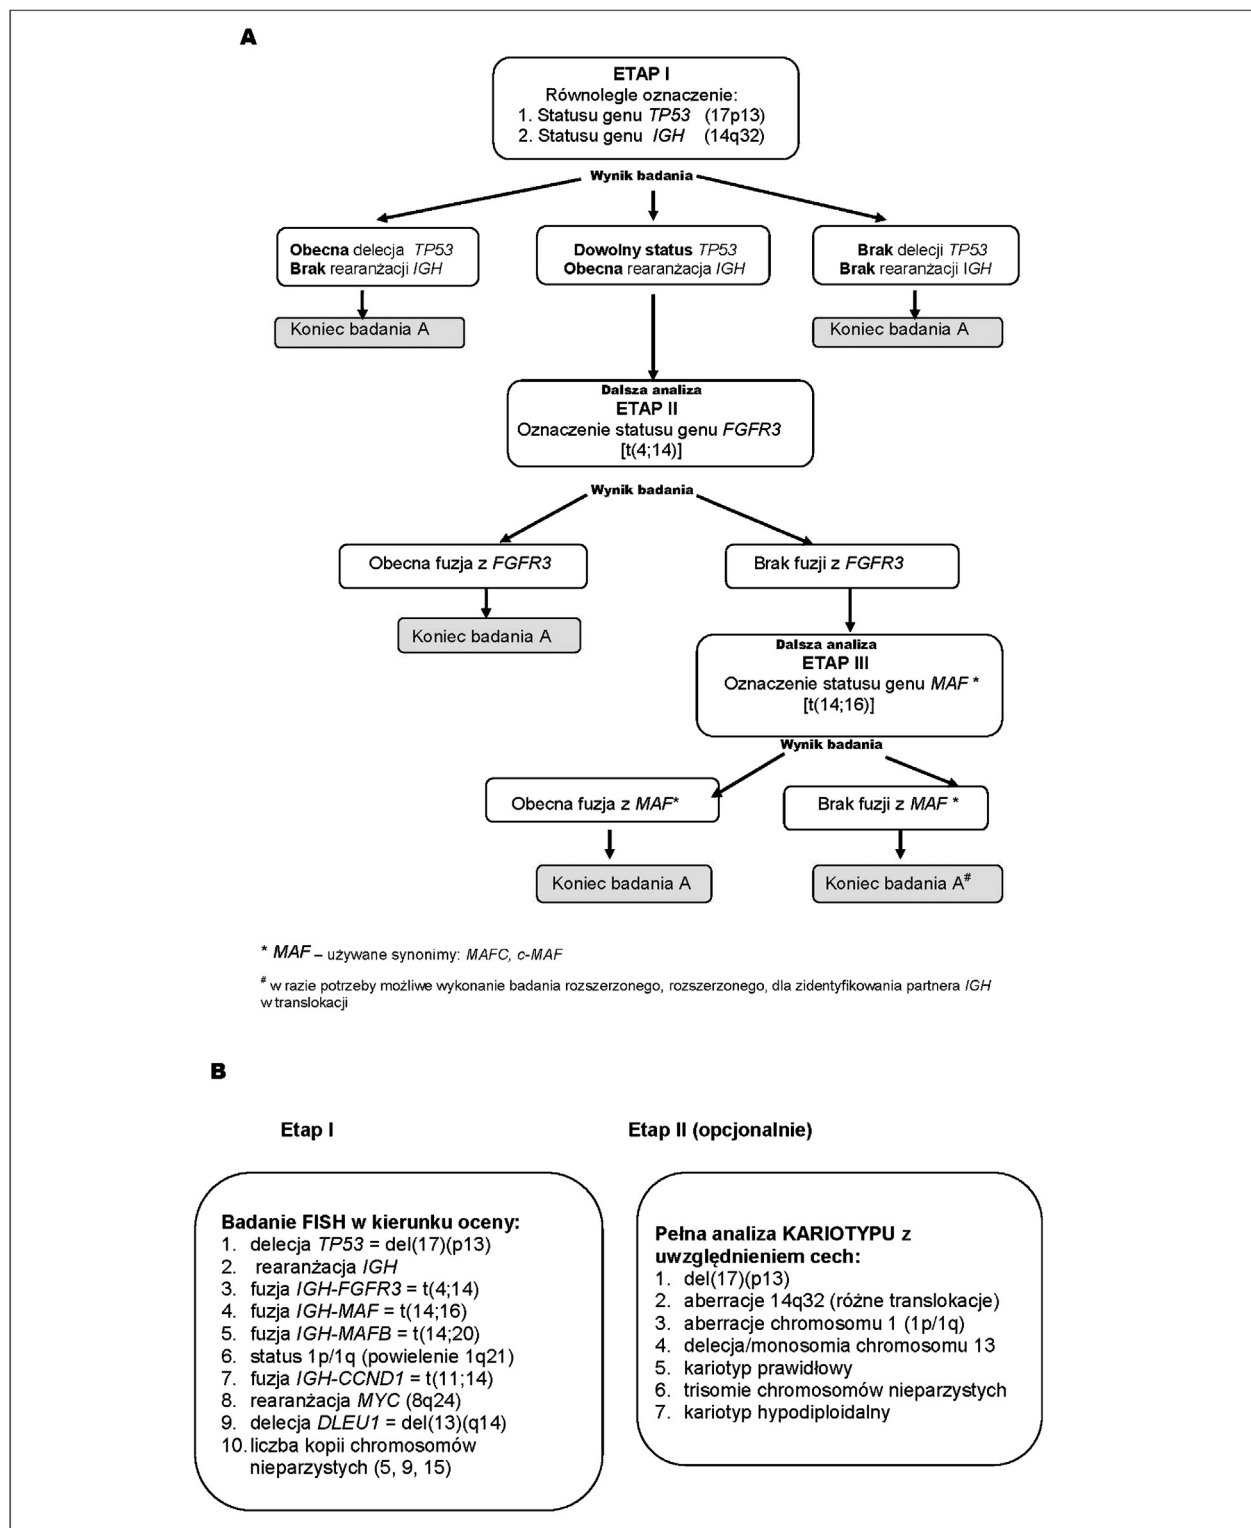 A
ETAP I
Równolegle oznaczenie:
1. Statusu genu TP53 (17p13)
2. Statusu genu IGH (14q32)
Wynik badania
Obecna delecja TP53
Brak rearanżacji IGH
Dowolny status TP53
Obecna rearanżacja IGH
Brak delecji TP53
Brak rearanżacji IGH
Koniec badania A
Koniec badania A
Dalsza analiza
ETAP II
Oznaczenie statusu genu FGFR3
[t(4;14)]
Wynik badania
Obecna fuzja z FGFR3
Brak fuzji z FGFR3
Koniec badania A
Dalsza analiza
ETAP III
Oznaczenie statusu genu MAF *
[t(14;16)]
Wynik badania
Obecna fuzja z MAF*
Brak fuzji z MAF *
Koniec badania A
Koniec badania A#
* MAF – używane synonimy: MAFC, c-MAF
# w razie potrzeby możliwe wykonanie badania rozszerzonego, rozszerzonego, dla zidentyfikowania partnera IGH
w translokacji
B
Etap I
Etap II (opcjonalnie)
Badanie FISH w kierunku oceny:
1. delecja TP53 = del(17)(p13)
2. rearanżacja IGH
3. fuzja IGH-FGFR3 = t(4;14)
4. fuzja IGH-MAF = t(14;16)
5. fuzja IGH-MAFB = t(14;20)
6. status 1p/1q (powielenie 1q21)
7. fuzja IGH-CCND1 = t(11;14)
8. rearanżacja MYC (8q24)
9. delecja DLEU1 = del(13)(q14)
10. liczba kopii chromosomów
nieparzystych (5, 9, 15)
Pełna analiza KARIOTYPU z
uwzględnieniem cech:
1. del(17)(p13)
2. aberracje 14q32 (różne translokacje)
3. aberracje chromosomu 1 (1p/1q)
4. delecja/monosomia chromosomu 13
5. kariotyp prawidłowy
6. trisomie chromosomów nieparzystych
7. kariotyp hypodiploidalny